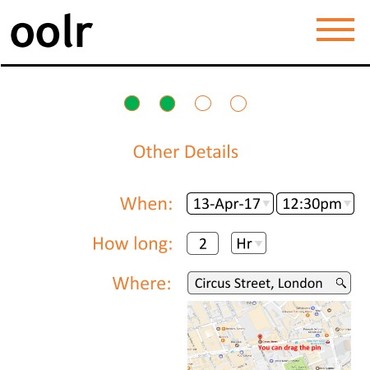 oolr
Other Details
When: 13-Apr-17 12:30pm
How long: 2 Hr
Where: Circus Street, London
You can drag the pin